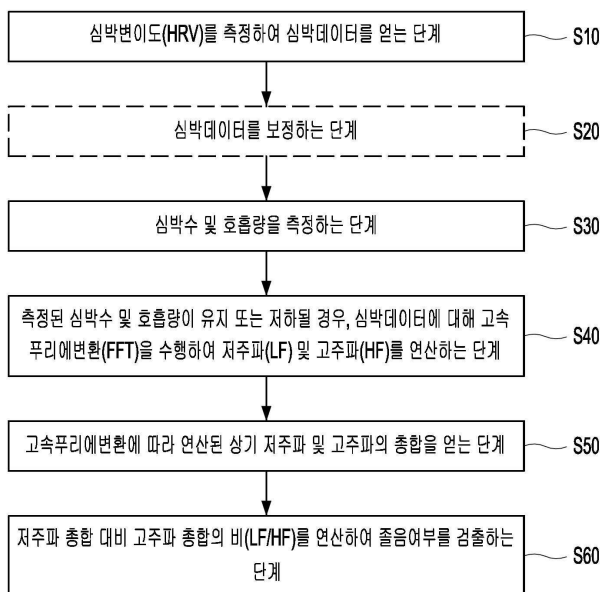 심박변이도(HRV)를 측정하여 심박데이터를 얻는 단계
S10
심박데이터를 보정하는 단계
S20
심박수 및 호흡량을 측정하는 단계
S30
측정된 심박수 및 호흡량이 유지 또는 저하될 경우, 심박데이터에 대해 고속
푸리에변환(FFT)을 수행하여 저주파(LF) 및 고주파(HF)를 연산하는 단계
S40
고속푸리에변환에 따라 연산된 상기 저주파 및 고주파의 총합을 얻는 단계
S50
저주파 총합 대비 고주파 총합의 비(LF/HF)를 연산하여 졸음여부를 검출하는
단계
S60